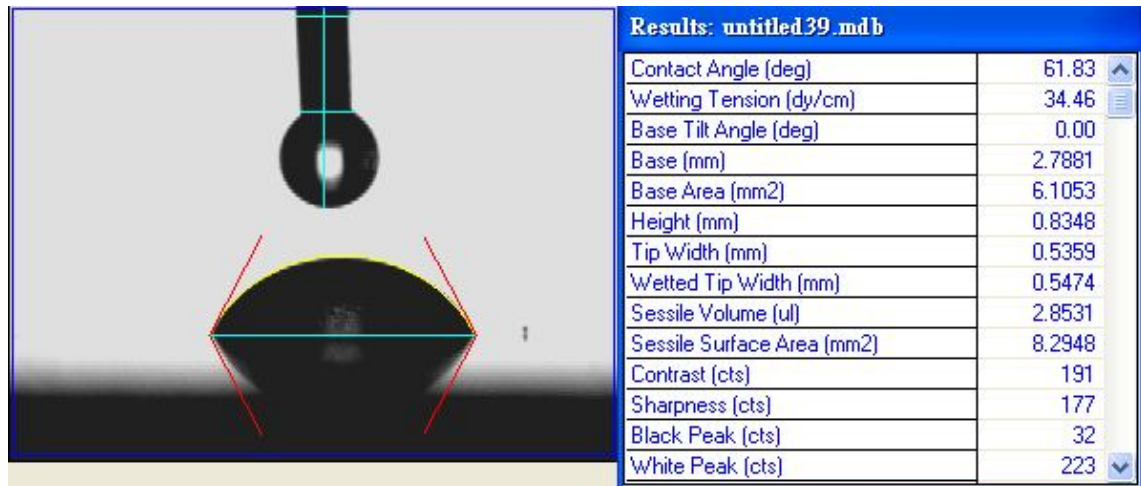 Results: untitled39.mdb
Contact Angle (deg) 61.83
Wetting Tension (dy/cm) 34.46
Base Tilt Angle (deg) 0.00
Base (mm) 2.7881
Base Area (mm2) 6.1053
Height (mm) 0.8348
Tip Width (mm) 0.5359
Wetted Tip Width (mm) 0.5474
Sessile Volume (ul) 2.8531
Sessile Surface Area (mm2) 8.2948
Contrast (cts) 191
Sharpness (cts) 177
Black Peak (cts) 32
White Peak (cts) 223